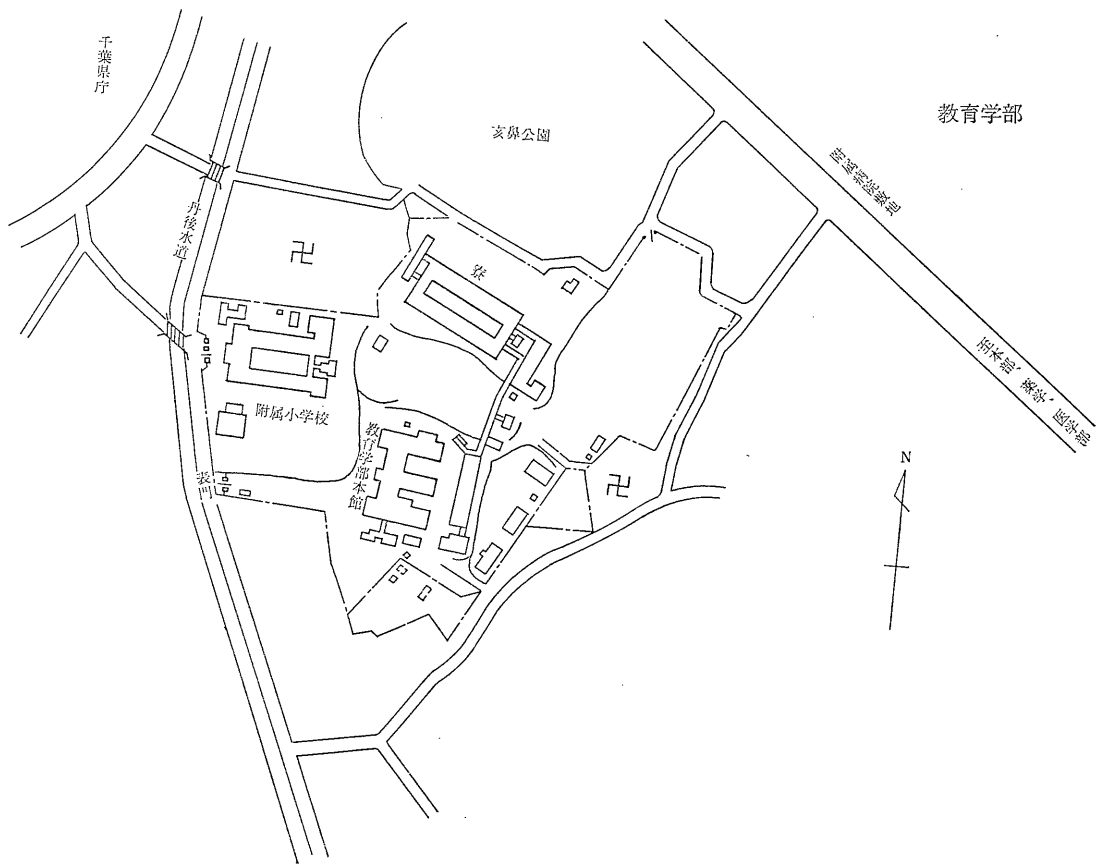 教育学部
千葉県庁
亥鼻公園
附属病院敷地
丹後水道
卍
寮
至本部、薬学、医学部
附属小学校
教育学部本館
表門
卍
N